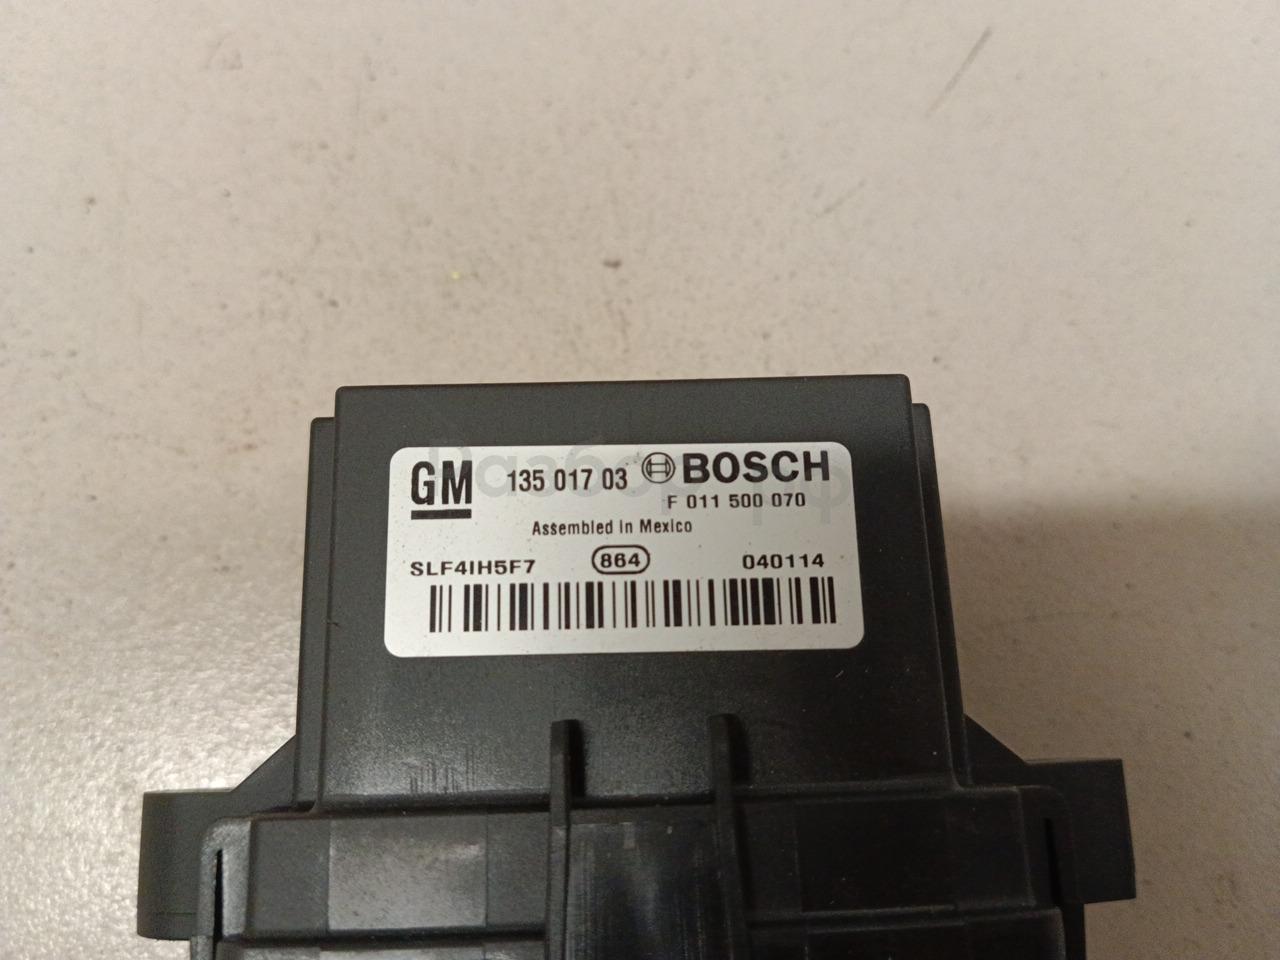 GM 135 017 03 BOSCH
F 011 500 070
Assembled in Mexico
SLF4IH5F7 864 040114